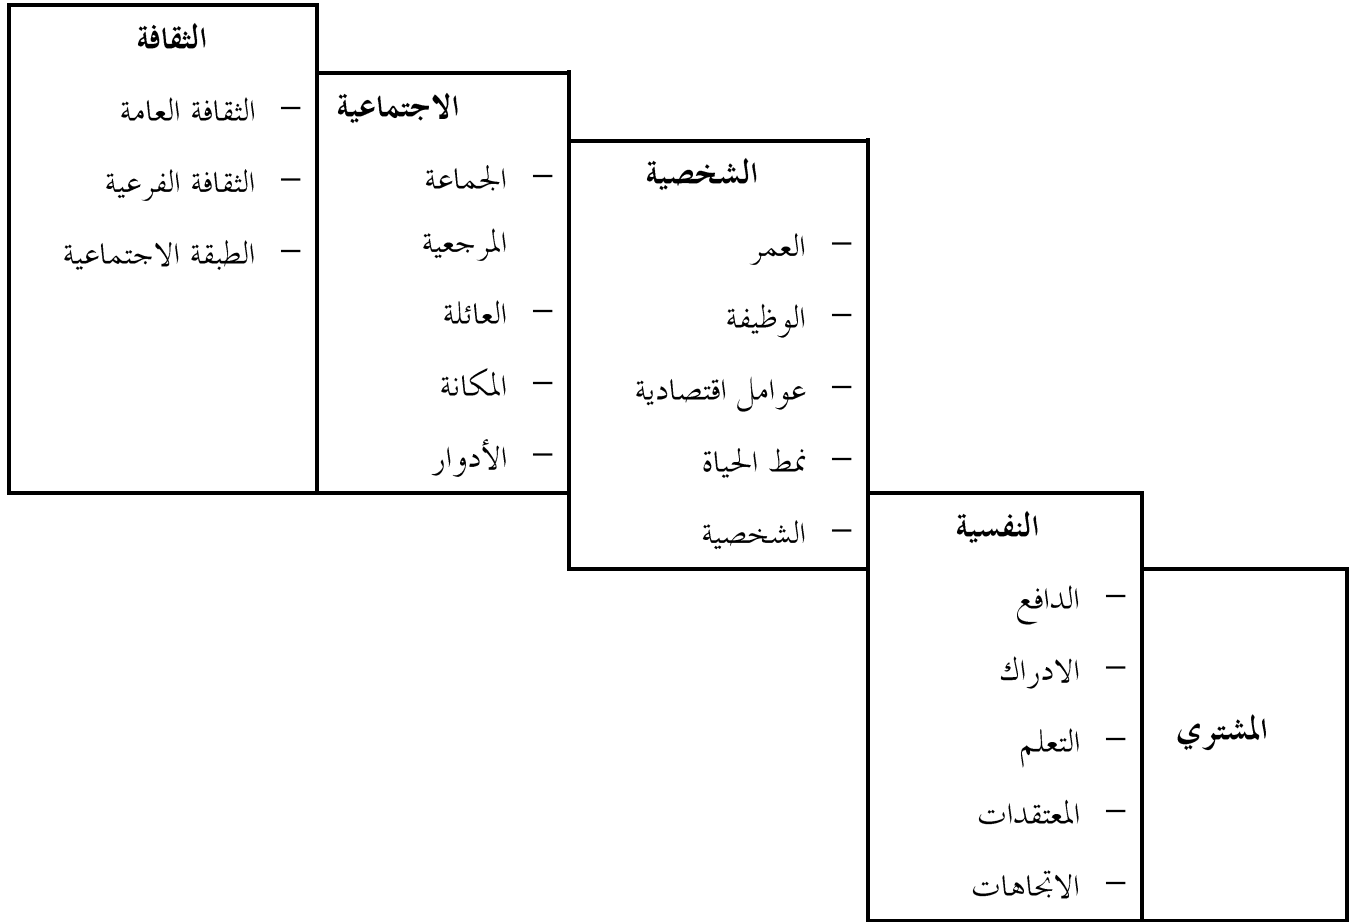 الثقافة
– الثقافة العامة
– الثقافة الفرعية
– الطبقة الاجتماعية
الاجتماعية
– الجماعة
المرجعية
– العائلة
– المكانة
– الأدوار
الشخصية
– العمر
– الوظيفة
– عوامل اقتصادية
– نمط الحياة
– الشخصية
النفسية
– الدافع
– الادراك
– التعلم
– المعتقدات
– الاتجاهات
المشتري